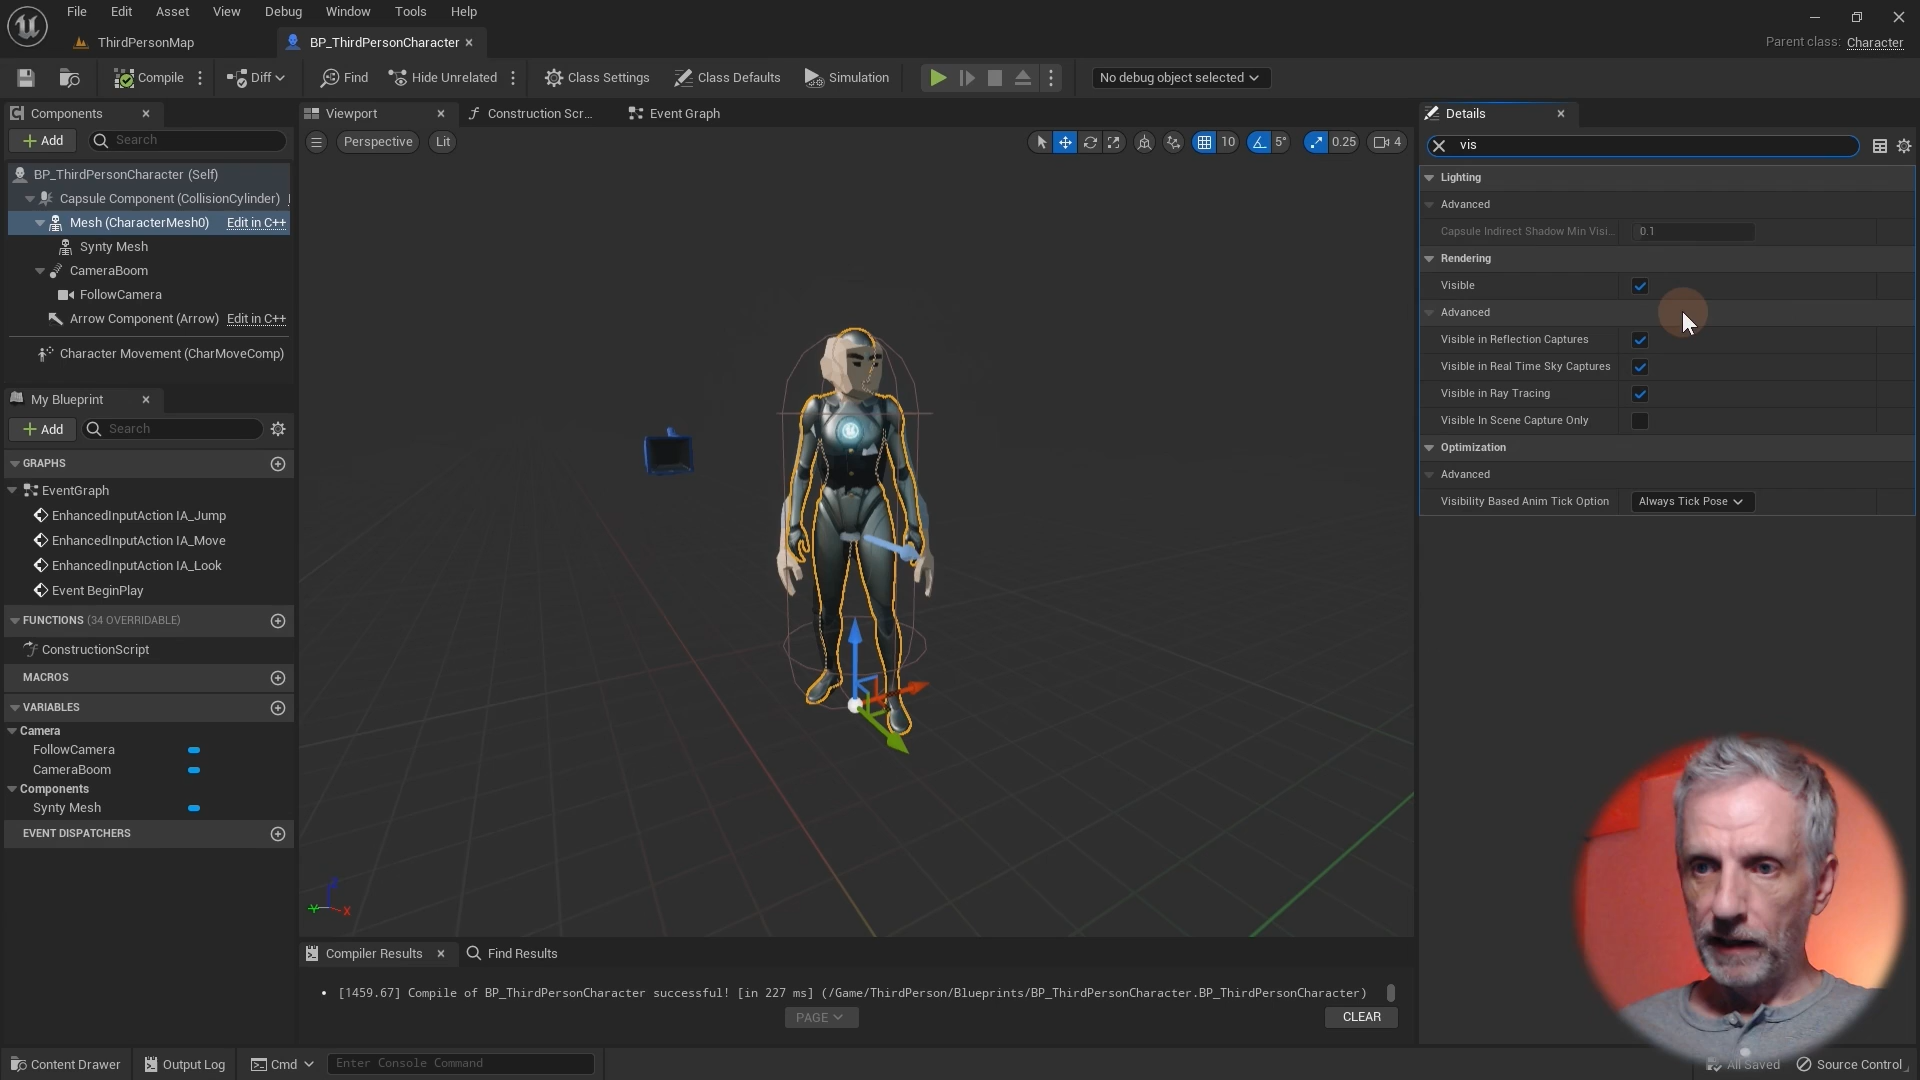 File Edit Asset View Debug Window Tools Help
ThirdPersonMap BP_ThirdPersonCharacter
Parent class: Character
Compile Diff Find Hide Unrelated Class Settings Class Defaults Simulation No debug object selected
Components
Add Search
BP_ThirdPersonCharacter (Self)
Capsule Component (CollisionCylinder)
Mesh (CharacterMesh0) Edit in C++
Synty Mesh
CameraBoom
FollowCamera
Arrow Component (Arrow) Edit in C++
Character Movement (CharMoveComp)
My Blueprint
Add Search
GRAPHS
EventGraph
EnhancedInputAction IA_Jump
EnhancedInputAction IA_Move
EnhancedInputAction IA_Look
Event BeginPlay
FUNCTIONS (34 OVERRIDABLE)
ConstructionScript
MACROS
VARIABLES
Camera
FollowCamera
CameraBoom
Components
Synty Mesh
EVENT DISPATCHERS
Viewport Construction Scr... Event Graph
Perspective Lit 10 5° 0.25 4
Z
Y X
Compiler Results Find Results
[1459.67] Compile of BP_ThirdPersonCharacter successful! [in 227 ms] (/Game/ThirdPerson/Blueprints/BP_ThirdPersonCharacter.BP_ThirdPersonCharacter)
PAGE CLEAR
Details
vis
Lighting
Advanced
Capsule Indirect Shadow Min Visi... 0.1
Rendering
Visible
Advanced
Visible in Reflection Captures
Visible in Real Time Sky Captures
Visible in Ray Tracing
Visible In Scene Capture Only
Optimization
Advanced
Visibility Based Anim Tick Option Always Tick Pose
Content Drawer Output Log Cmd Enter Console Command All Saved Source Control